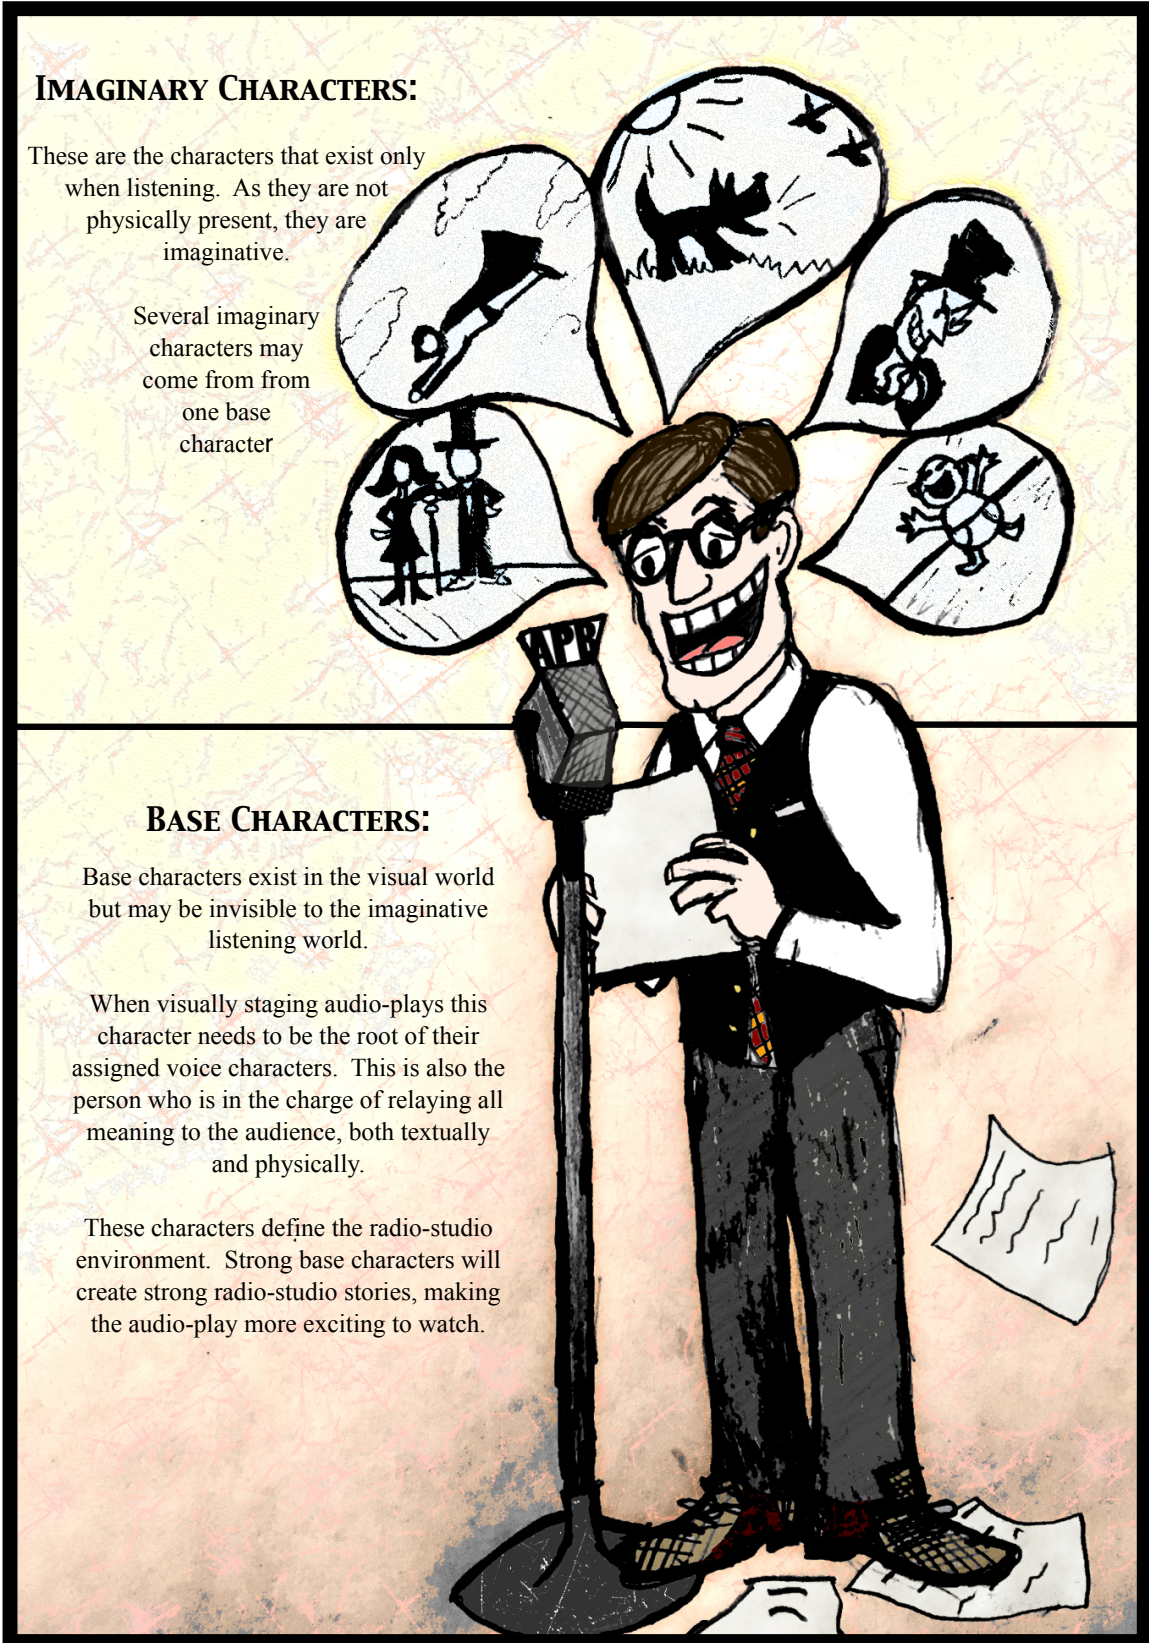 IMAGINARY CHARACTERS:
These are the characters that exist only
when listening.  As they are not
physically present, they are
imaginative.
Several imaginary
characters may
come from from
one base
character
APR
BASE CHARACTERS:
Base characters exist in the visual world
but may be invisible to the imaginative
listening world.
When visually staging audio-plays this
character needs to be the root of their
assigned voice characters.  This is also the
person who is in the charge of relaying all
meaning to the audience, both textually
and physically.
These characters define the radio-studio
environment.  Strong base characters will
create strong radio-studio stories, making
the audio-play more exciting to watch.